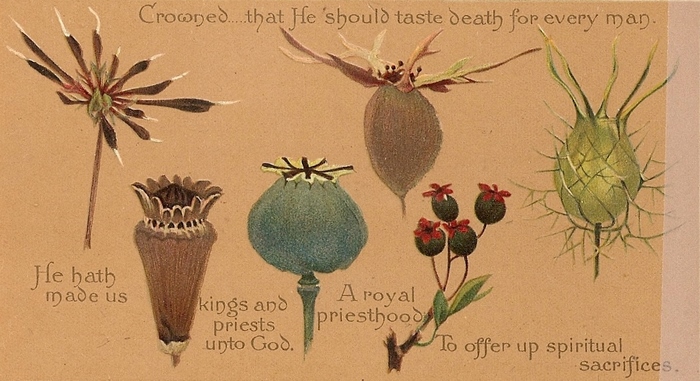 Crowned....that He should taste death for every man.
He hath
made us
kings and
priests
unto God.
A royal
priesthood
To offer up spiritual
sacrifices.